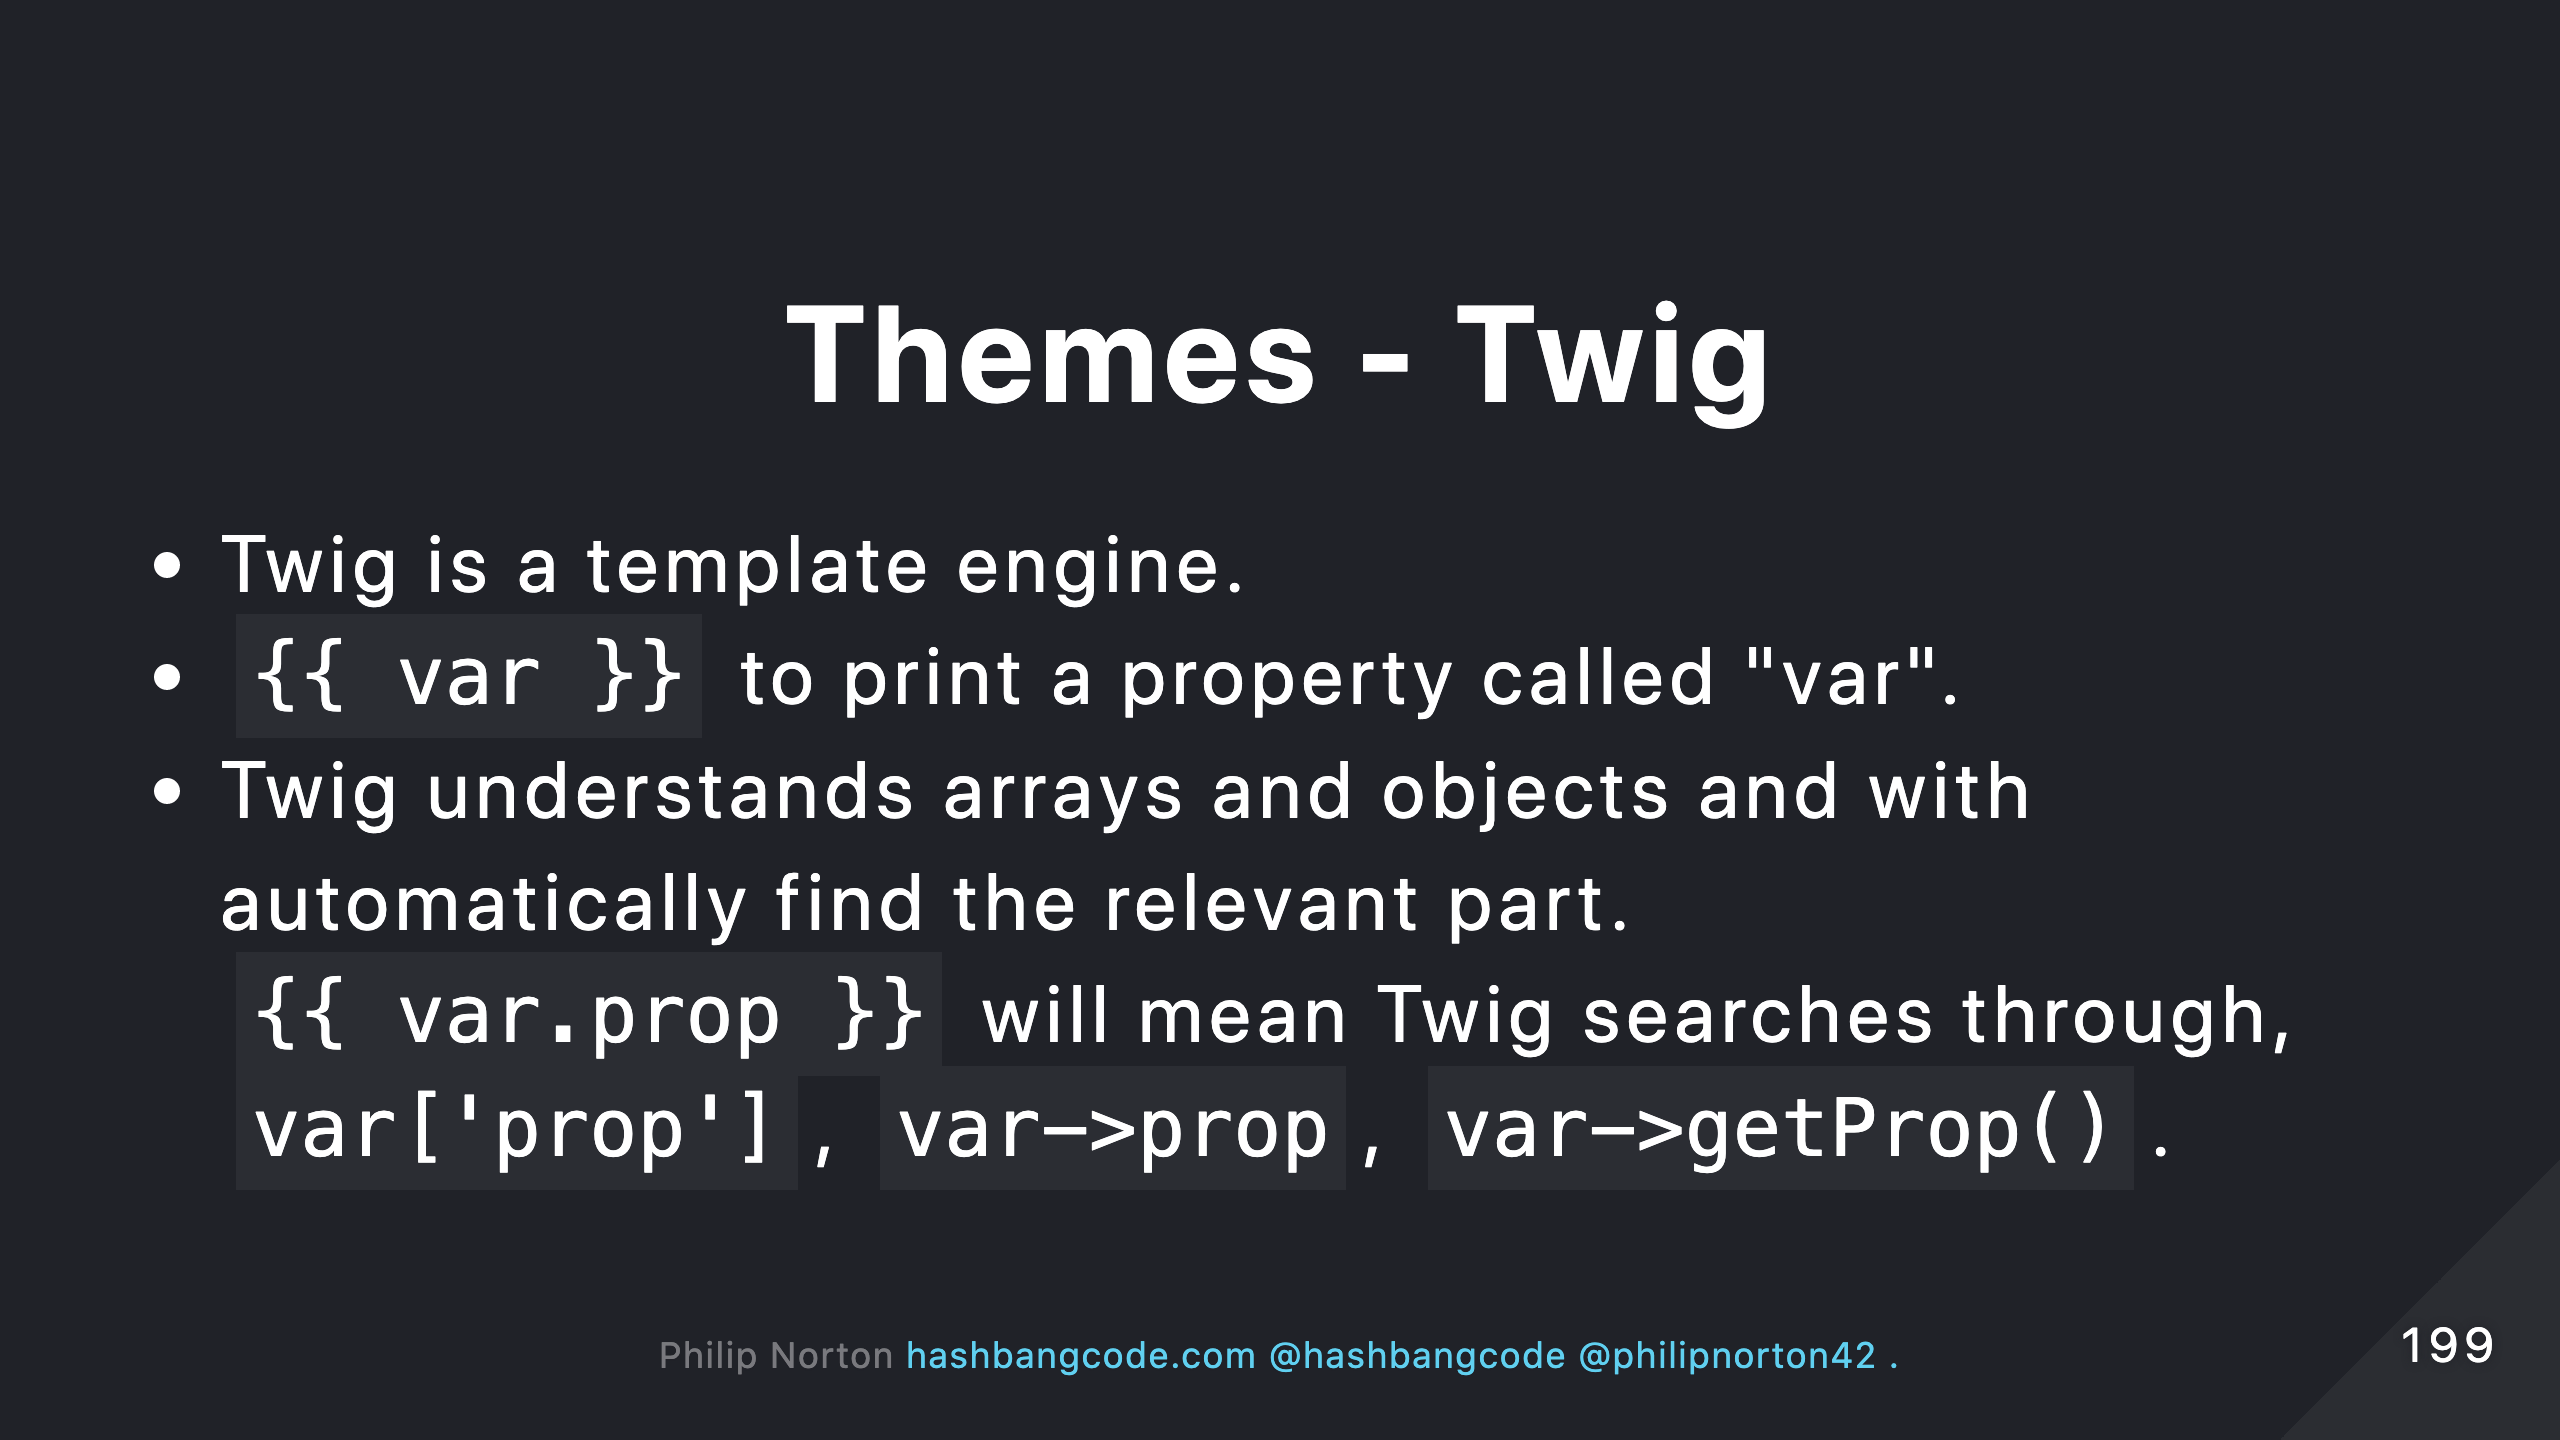 Themes - Twig
• Twig is a template engine.
• {{ var }} to print a property called "var".
• Twig understands arrays and objects and with
automatically find the relevant part.
{{ var.prop }} will mean Twig searches through,
var['prop'], var->prop, var->getProp().
Philip Norton hashbangcode.com @hashbangcode @philipnorton42 .
199